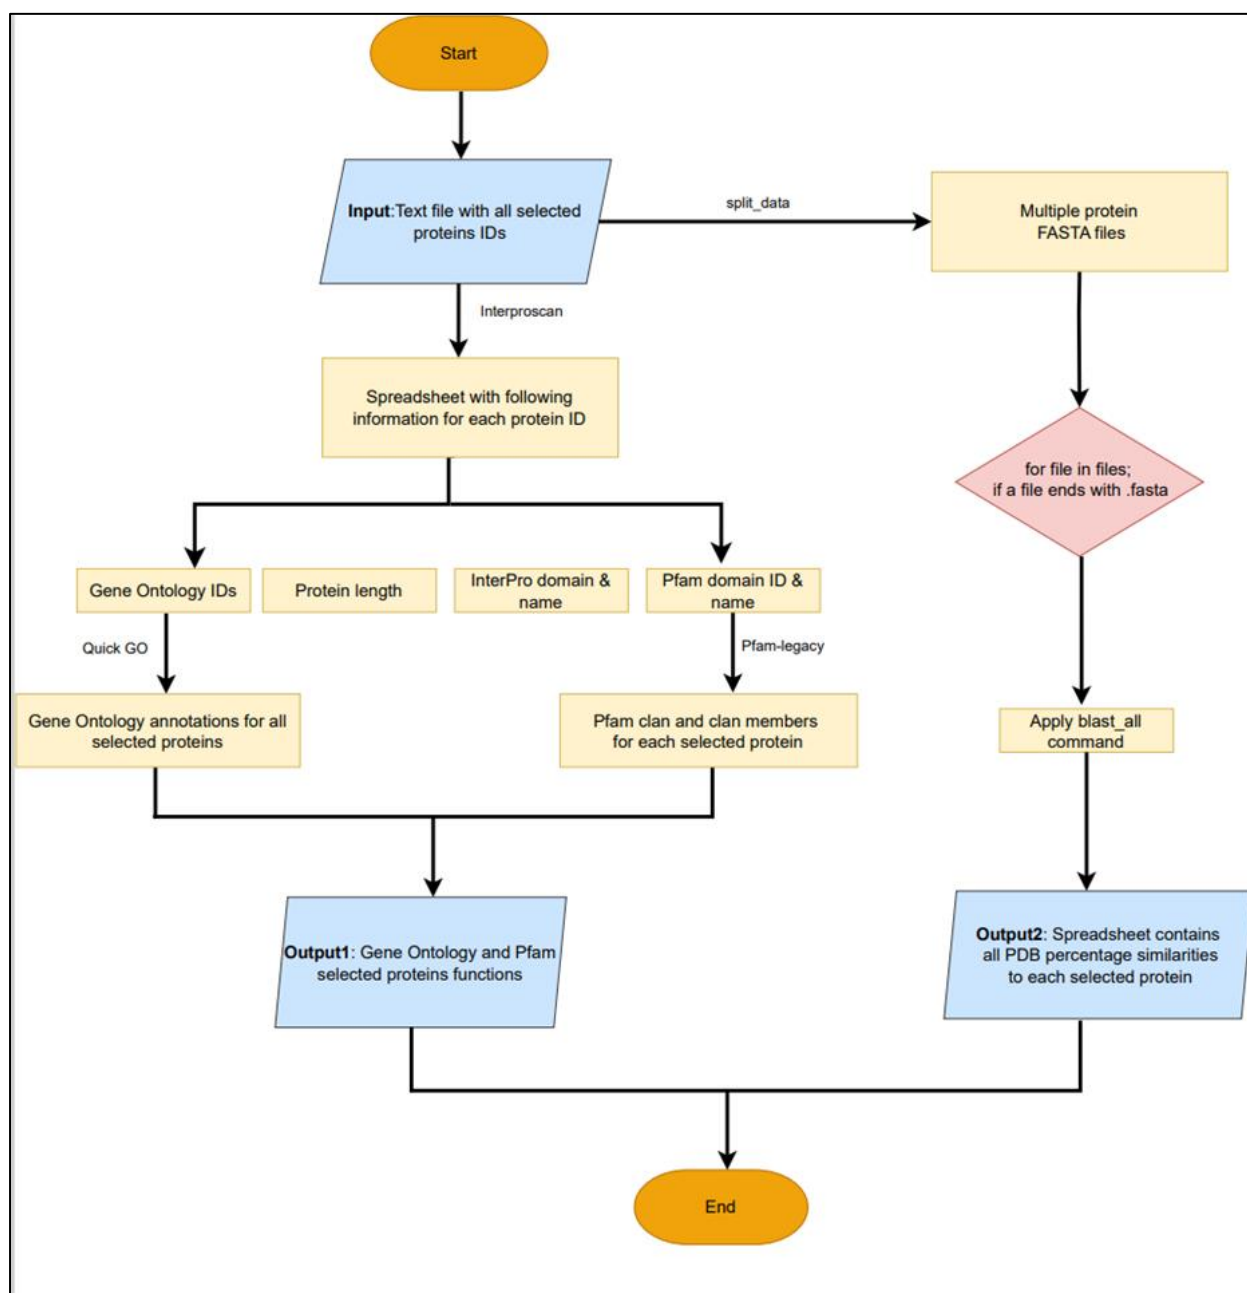 Start
Input:Text file with all selected
proteins IDs
split_data
Multiple protein
FASTA files
Interproscan
Spreadsheet with following
information for each protein ID
for file in files;
if a file ends with .fasta
Gene Ontology IDs
Protein length
InterPro domain &
name
Pfam domain ID &
name
Quick GO
Pfam-legacy
Gene Ontology annotations for all
selected proteins
Pfam clan and clan members
for each selected protein
Apply blast_all
command
Output1: Gene Ontology and Pfam
selected proteins functions
Output2: Spreadsheet contains
all PDB percentage similarities
to each selected protein
End